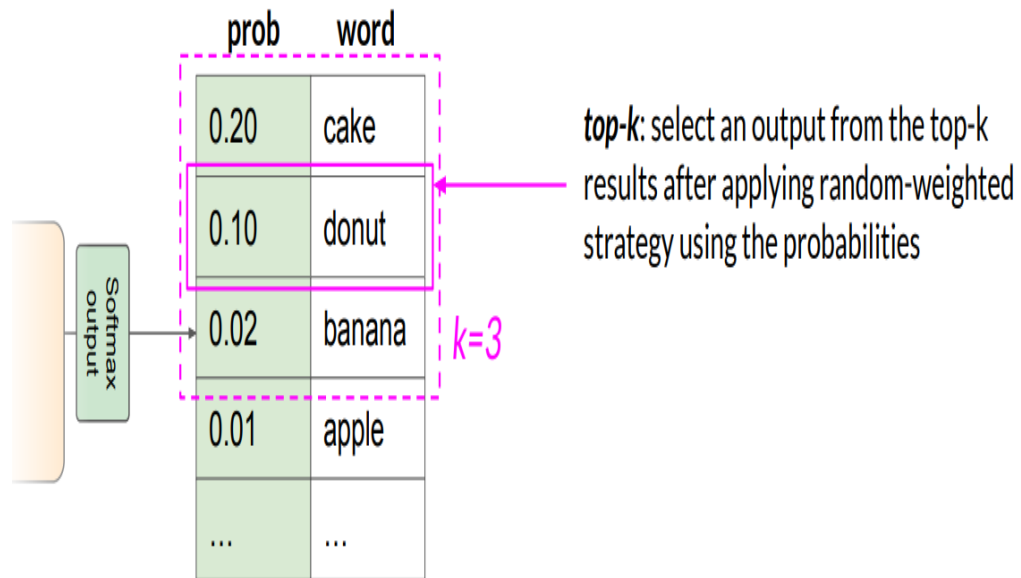 prob word
0.20 cake
0.10 donut
0.02 banana
0.01 apple
... ...
k=3
Softmax
output
top-k: select an output from the top-k
results after applying random-weighted
strategy using the probabilities